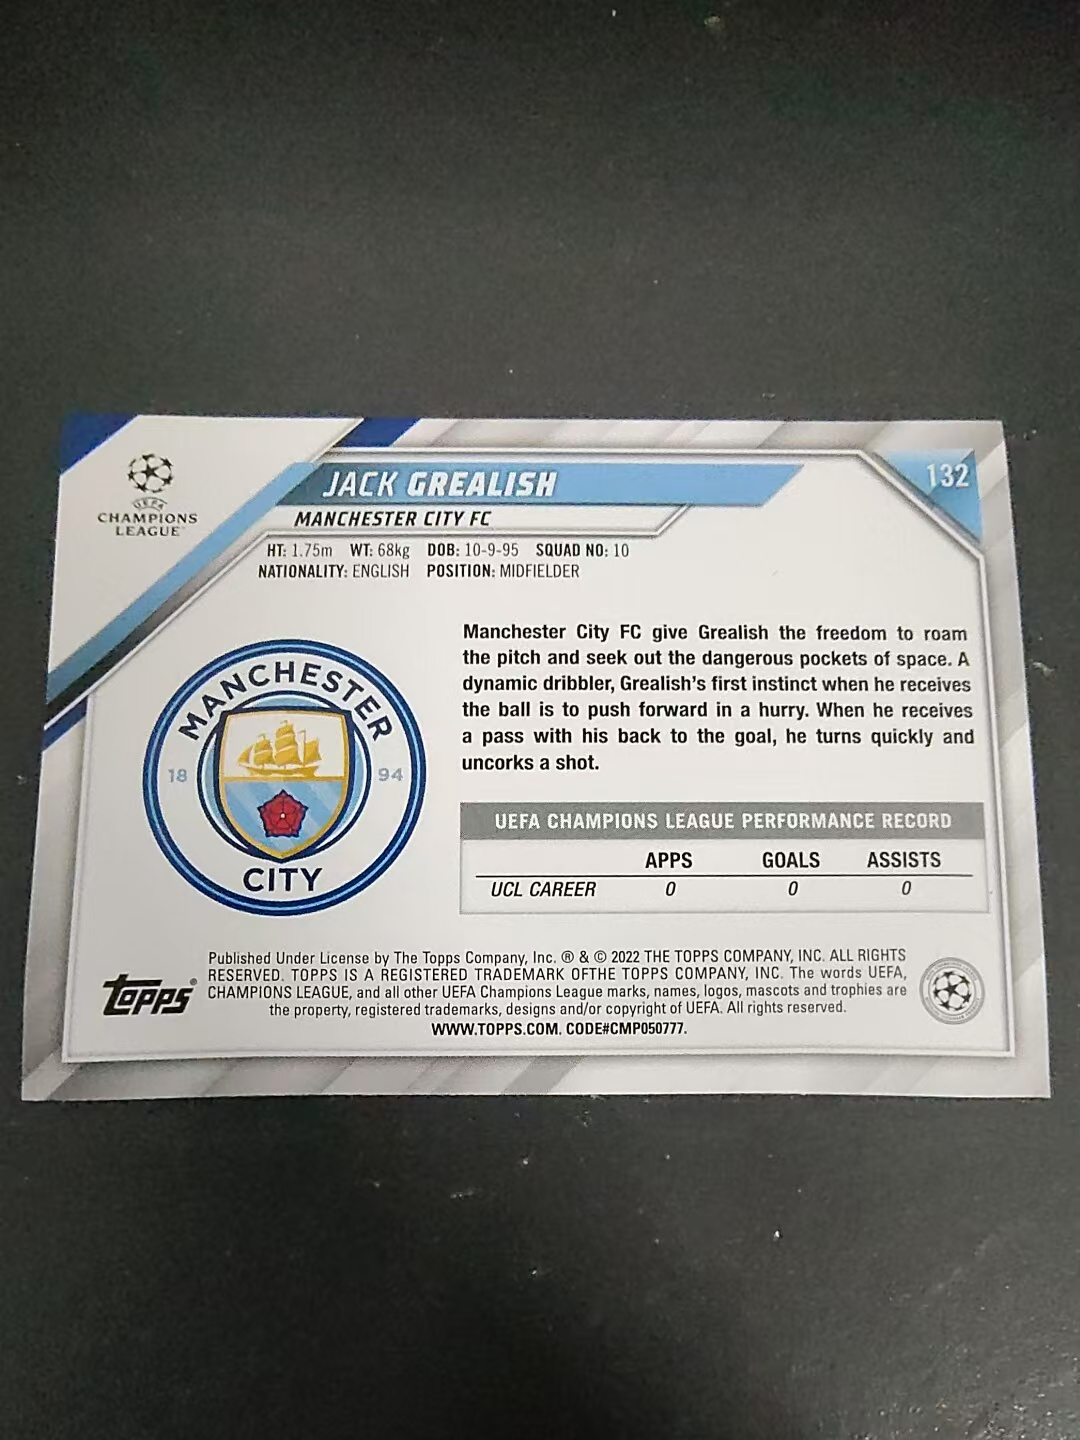 UEFA
CHAMPIONS
LEAGUE
JACK GREALISH
132
MANCHESTER CITY FC
HT: 1.75m WT: 68kg DOB: 10-9-95 SQUAD NO: 10
NATIONALITY: ENGLISH POSITION: MIDFIELDER
MANCHESTER
18 94
CITY
Manchester City FC give Grealish the freedom to roam
the pitch and seek out the dangerous pockets of space. A
dynamic dribbler, Grealish's first instinct when he receives
the ball is to push forward in a hurry. When he receives
a pass with his back to the goal, he turns quickly and
uncorks a shot.
UEFA CHAMPIONS LEAGUE PERFORMANCE RECORD
APPS GOALS ASSISTS
UCL CAREER 0 0 0
topps®
Published Under License by The Topps Company, Inc. ® & © 2022 THE TOPPS COMPANY, INC. ALL RIGHTS
RESERVED. TOPPS IS A REGISTERED TRADEMARK OFTHE TOPPS COMPANY, INC. The words UEFA,
CHAMPIONS LEAGUE, and all other UEFA Champions League marks, names, logos, mascots and trophies are
the property, registered trademarks, designs and/or copyright of UEFA. All rights reserved.
WWW.TOPPS.COM. CODE#CMP050777.